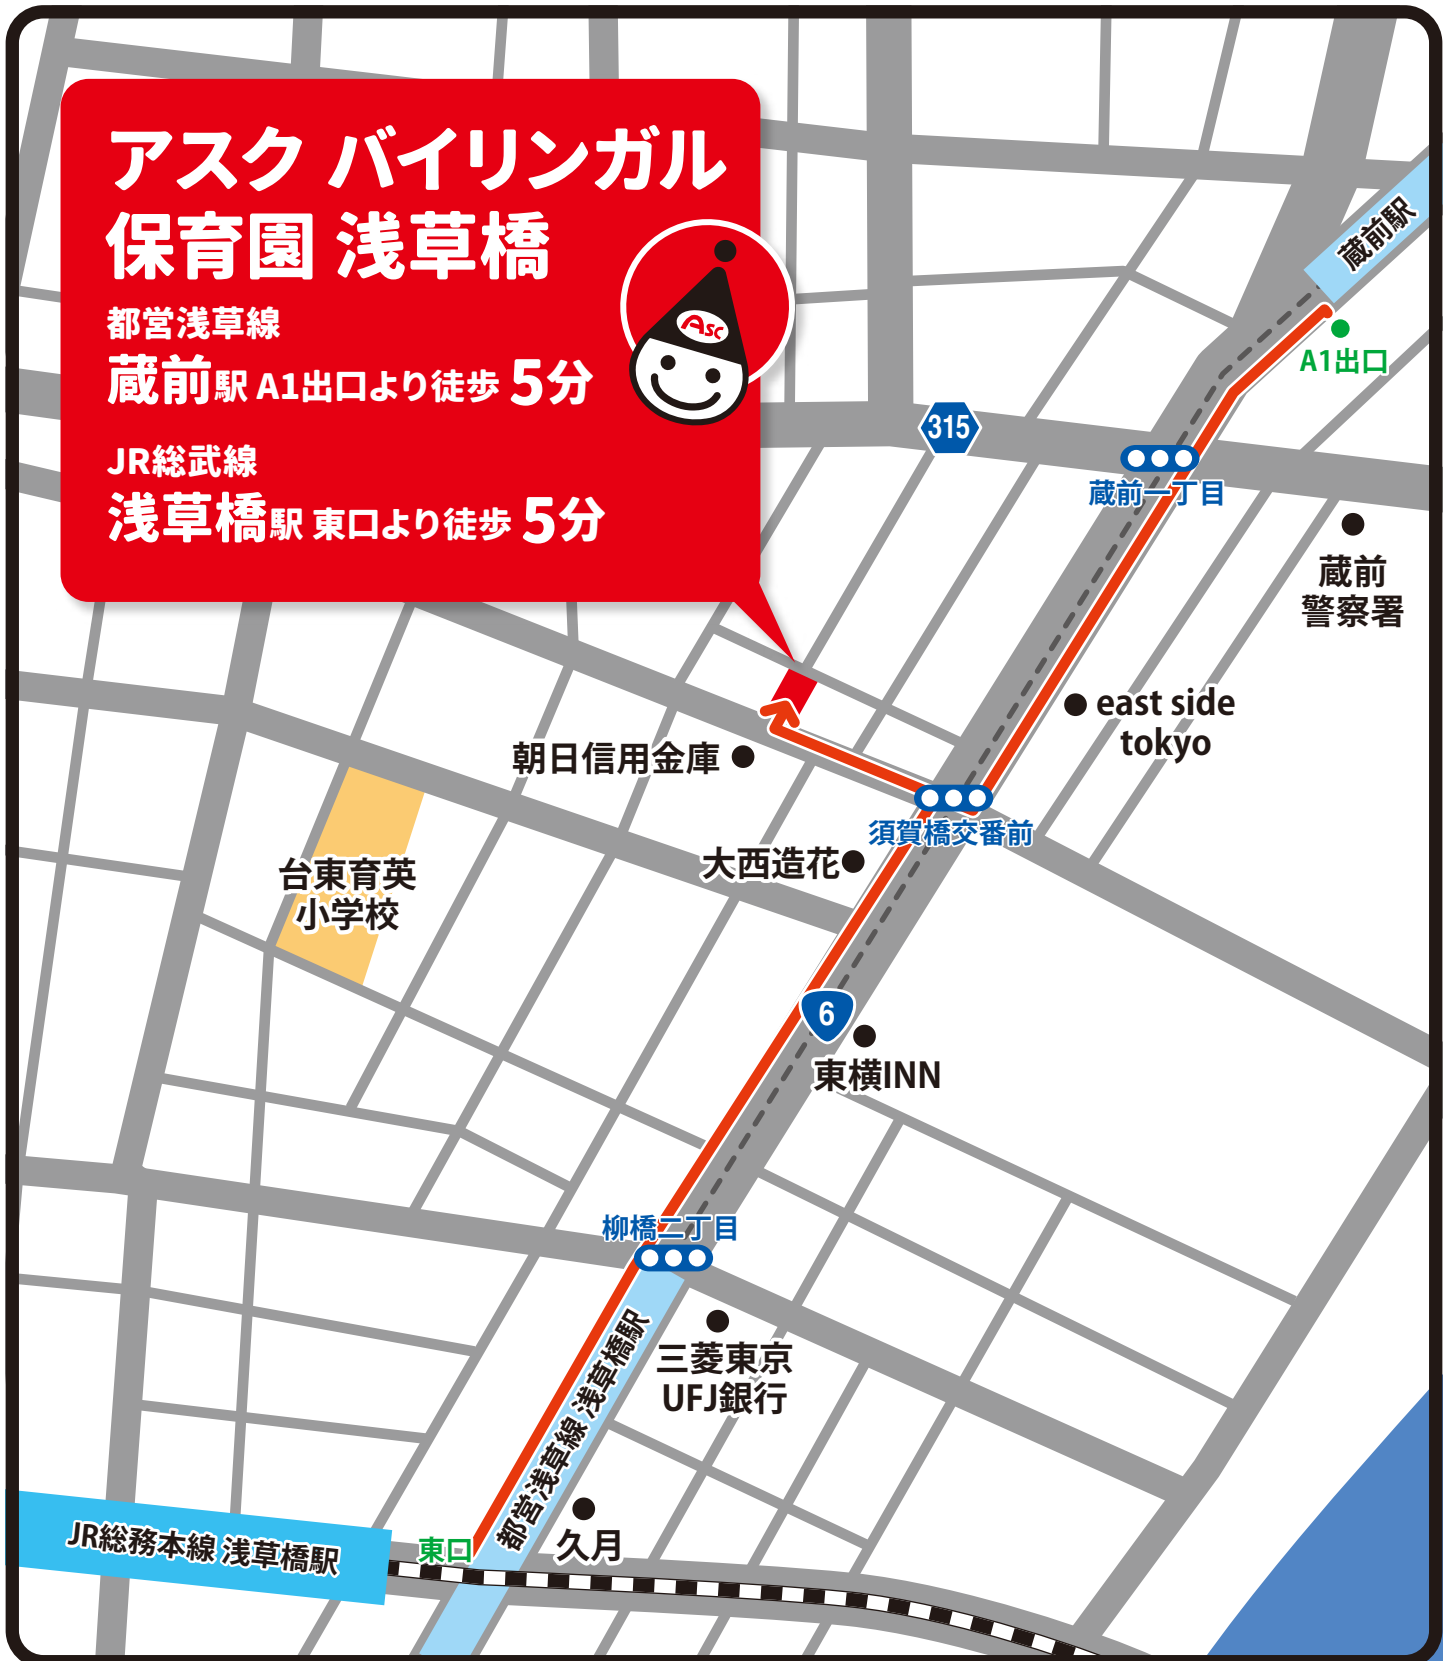 アスク バイリンガル
保育園 浅草橋
都営浅草線
蔵前駅 A1出口より徒歩 5分
JR総武線
浅草橋駅 東口より徒歩 5分
ASC
蔵前駅
A1出口
315
蔵前一丁目
蔵前
警察署
east side
tokyo
朝日信用金庫
須賀橋交番前
大西造花
台東育英
小学校
6
東横INN
柳橋二丁目
三菱東京
UFJ銀行
都営浅草線 浅草橋駅
久月
東口
JR総務本線 浅草橋駅